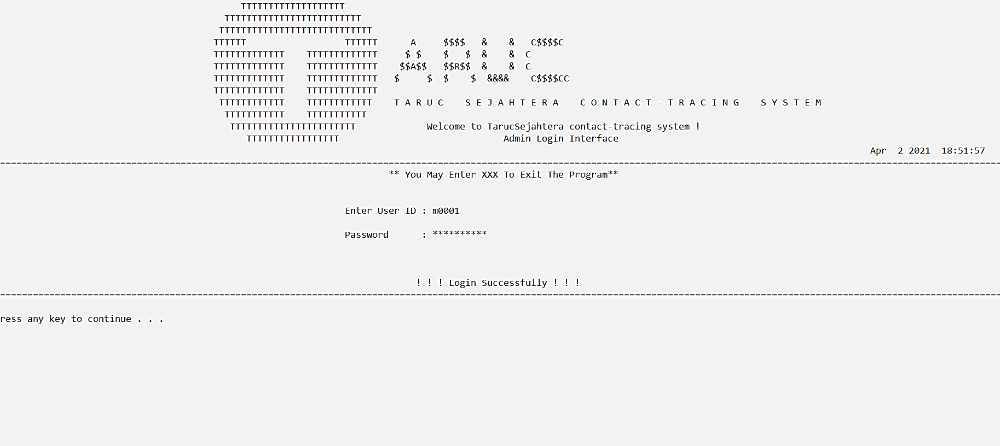 TTTTTTTTTTTTTTTTTTT
                                         TTTTTTTTTTTTTTTTTTTTTTTTT
                                        TTTTTTTTTTTTTTTTTTTTTTTTTTTT
                                       TTTTTT                  TTTTTT      A     $$$$   &    &   C$$$$C
                                       TTTTTTTTTTTTT    TTTTTTTTTTTTT     $ $    $   $  &    &  C
                                       TTTTTTTTTTTTT    TTTTTTTTTTTTT    $$A$$   $$R$$  &    &  C
                                       TTTTTTTTTTTTT    TTTTTTTTTTTTT   $     $  $    $  &&&&    C$$$$CC
                                       TTTTTTTTTTTTT    TTTTTTTTTTTTT
                                        TTTTTTTTTTTT    TTTTTTTTTTTT    T A R U C    S E J A H T E R A    C O N T A C T - T R A C I N G    S Y S T E M
                                         TTTTTTTTTTT    TTTTTTTTTTT
                                          TTTTTTTTTTTTTTTTTTTTTTT             Welcome to TarucSejahtera contact-tracing system !
                                             TTTTTTTTTTTTTTTTT                              Admin Login Interface
Apr  2 2021  18:51:57
=======================================================================================================================================================================================
** You May Enter XXX To Exit The Program**
Enter User ID : m0001
Password      : **********
! ! ! Login Successfully ! ! !
=======================================================================================================================================================================================
ress any key to continue . . .